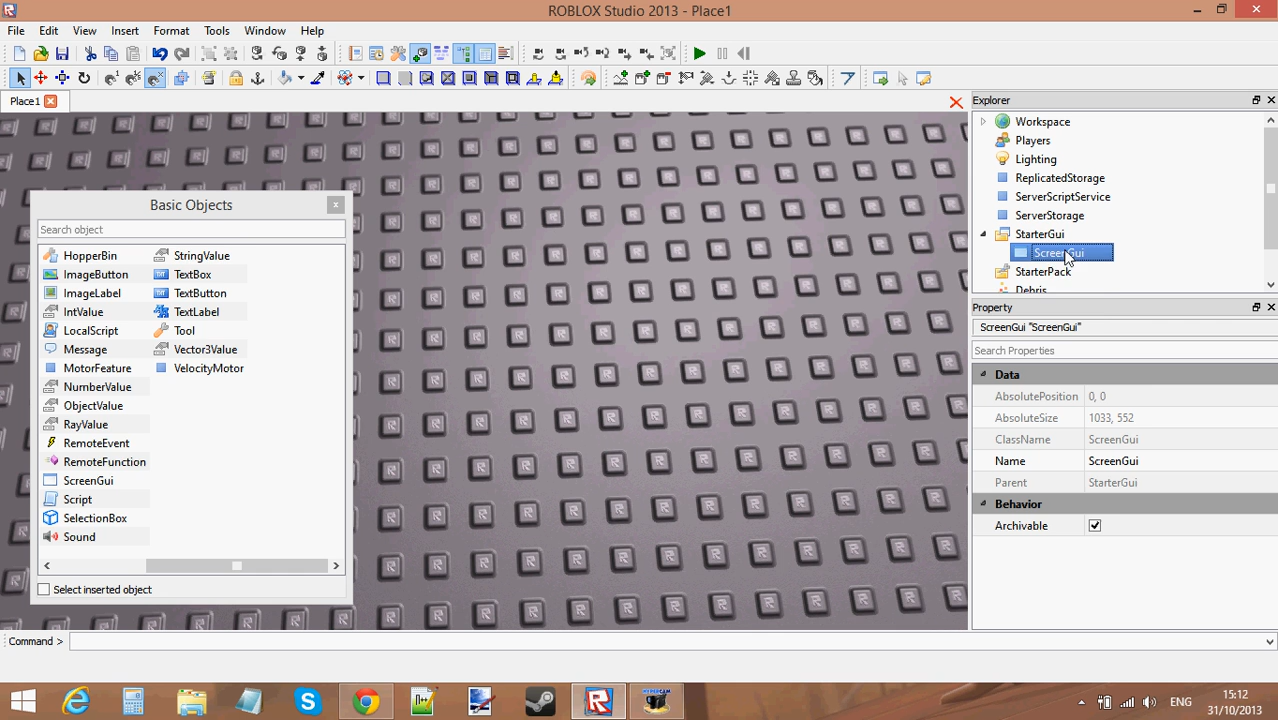 ROBLOX Studio 2013 - Place1
File Edit View Insert Format Tools Window Help
Place1
Explorer
Workspace
Players
Lighting
ReplicatedStorage
ServerScriptService
ServerStorage
StarterGui
ScreenGui
StarterPack
Debris
Basic Objects
Search object
HopperBin StringValue
ImageButton TextBox
ImageLabel TextButton
IntValue TextLabel
LocalScript Tool
Message Vector3Value
MotorFeature VelocityMotor
NumberValue
ObjectValue
RayValue
RemoteEvent
RemoteFunction
ScreenGui
Script
SelectionBox
Sound
Select inserted object
Property
ScreenGui "ScreenGui"
Search Properties
Data
AbsolutePosition 0, 0
AbsoluteSize 1033, 552
ClassName ScreenGui
Name ScreenGui
Parent StarterGui
Behavior
Archivable
Command >
ENG
15:12
31/10/2013